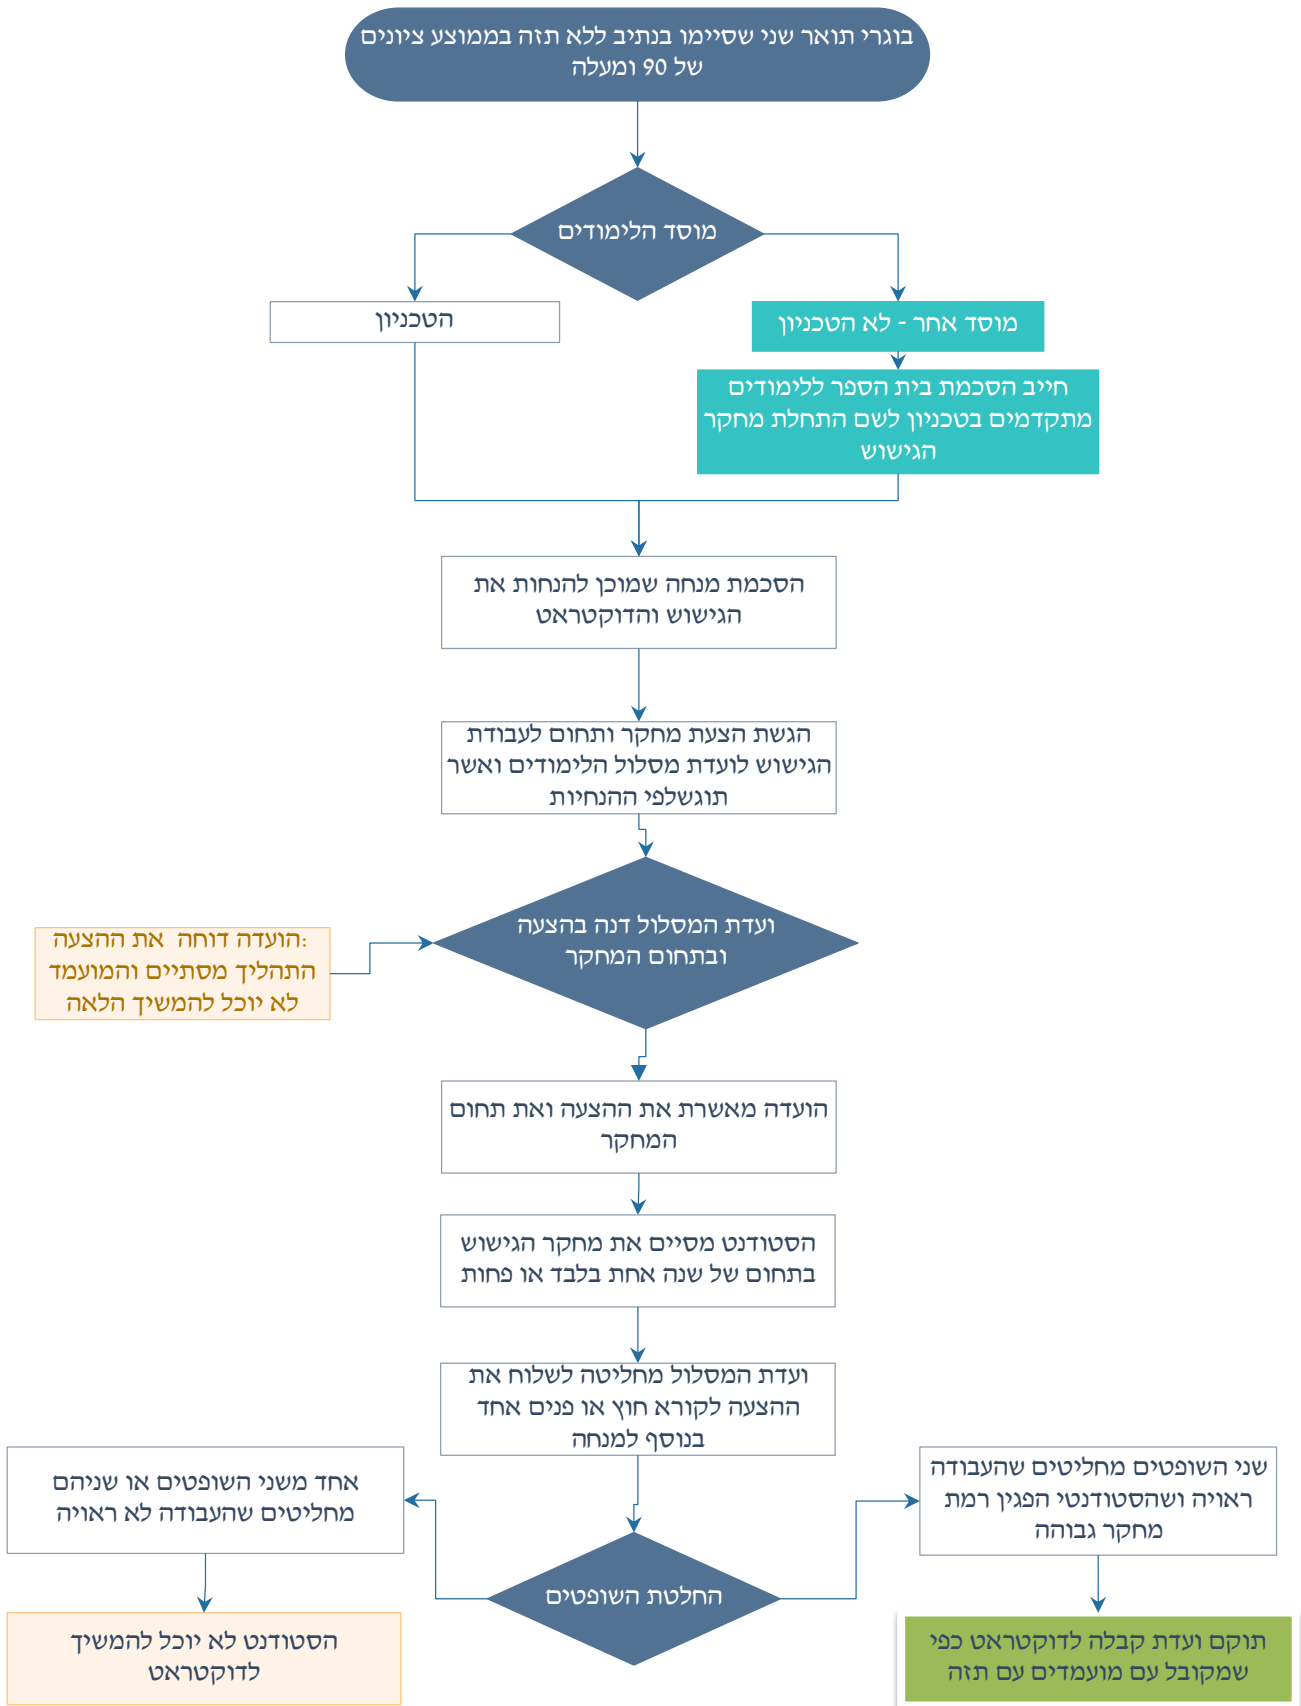 בוגרי תואר שני שסיימו בנתיב ללא תזה בממוצע ציונים
של 90 ומעלה
מוסד הלימודים
מוסד אחר - לא הטכניון
הטכניון
חייב הסכמת בית הספר ללימודים
מתקדמים בטכניון לשם התחלת מחקר
הגישוש
הסכמת מנחה שמוכן להנחות את
הגישוש והדוקטראט
הגשת הצעת מחקר ותחום לעבודת
הגישוש לועדת מסלול הלימודים ואשר
תוגשלפי ההנחיות
ועדת המסלול דנה בהצעה
ובתחום המחקר
הועדה דוחה  את ההצעה:
התהליך מסתיים והמועמד
לא יוכל להמשיך הלאה
הועדה מאשרת את ההצעה ואת תחום
המחקר
הסטודנט מסיים את מחקר הגישוש
בתחום של שנה אחת בלבד או פחות
ועדת המסלול מחליטה לשלוח את
ההצעה לקורא חוץ או פנים אחד
בנוסף למנחה
החלטת השופטים
שני השופטים מחליטים שהעבודה
ראויה ושהסטודנטי הפגין רמת
מחקר גבוהה
תוקם ועדת קבלה לדוקטראט כפי
שמקובל עם מועמדים עם תזה
אחד משני השופטים או שניהם
מחליטים שהעבודה לא ראויה
הסטודנט לא יוכל להמשיך
לדוקטראט